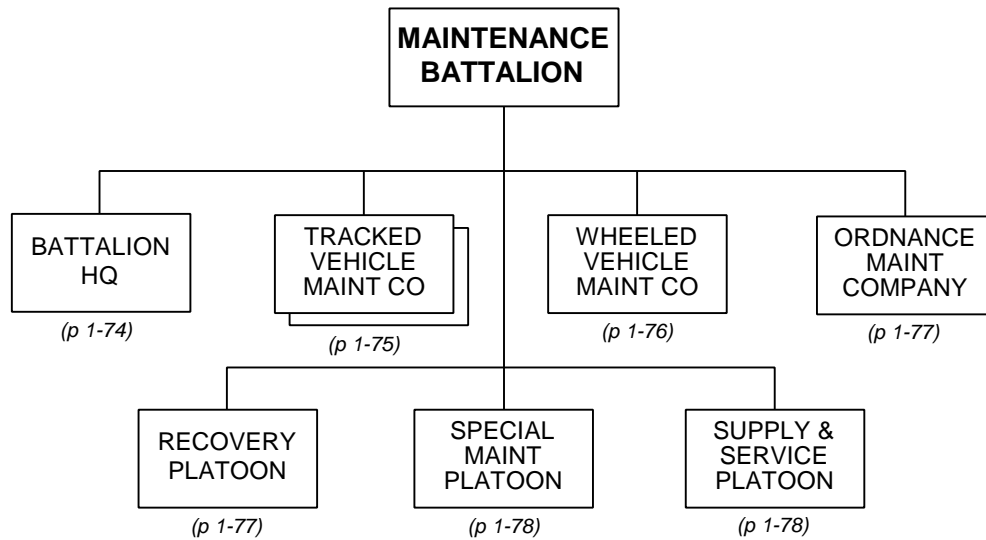 MAINTENANCE
BATTALION
BATTALION
HQ
(p 1-74)
TRACKED
VEHICLE
MAINT CO
(p 1-75)
WHEELED
VEHICLE
MAINT CO
(p 1-76)
ORDNANCE
MAINT
COMPANY
(p 1-77)
RECOVERY
PLATOON
(p 1-77)
SPECIAL
MAINT
PLATOON
(p 1-78)
SUPPLY &
SERVICE
PLATOON
(p 1-78)